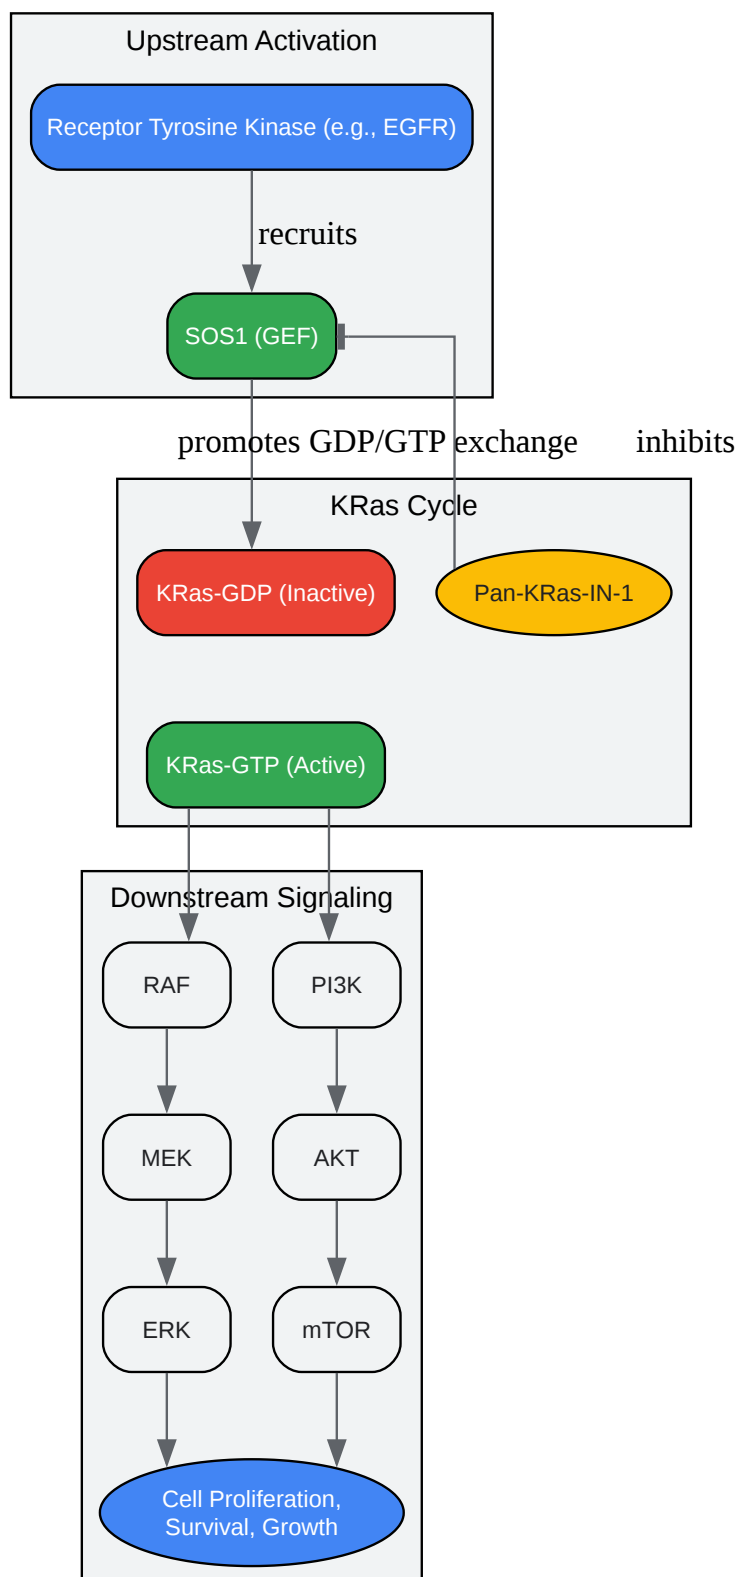 Upstream Activation
Receptor Tyrosine Kinase (e.g., EGFR)
recruits
SOS1 (GEF)
promotes GDP/GTP exchange
inhibits
KRas Cycle
KRas-GDP (Inactive)
Pan-KRas-IN-1
KRas-GTP (Active)
Downstream Signaling
RAF
PI3K
MEK
AKT
ERK
mTOR
Cell Proliferation,
Survival, Growth